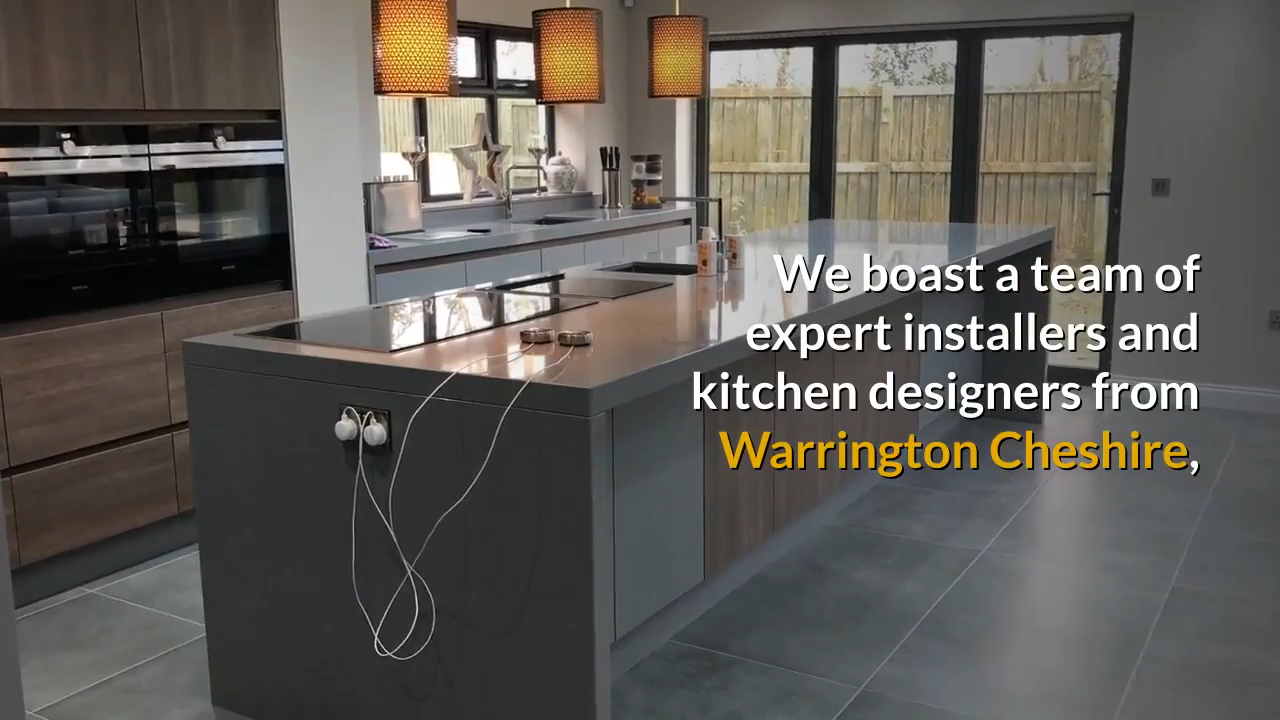 We boast a team of
expert installers and
kitchen designers from
Warrington Cheshire,